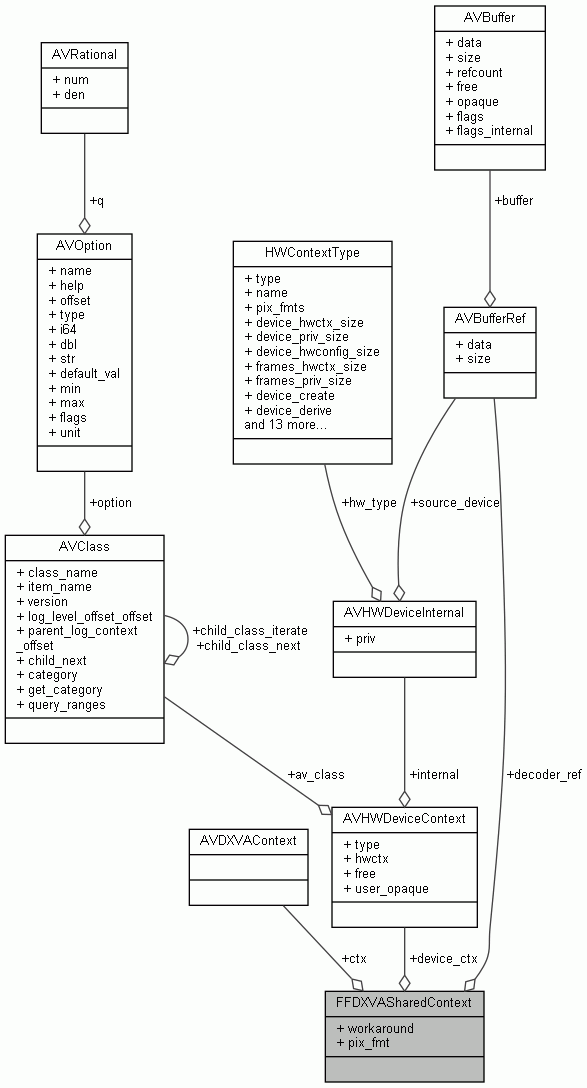 AVBuffer
+ data
+ size
+ refcount
+ free
+ opaque
+ flags
+ flags_internal
AVRational
+ num
+ den
+q
+buffer
AVOption
+ name
+ help
+ offset
+ type
+ i64
+ dbl
+ str
+ default_val
+ min
+ max
+ flags
+ unit
HWContextType
+ type
+ name
+ pix_fmts
+ device_hwctx_size
+ device_priv_size
+ device_hwconfig_size
+ frames_hwctx_size
+ frames_priv_size
+ device_create
+ device_derive
and 13 more...
AVBufferRef
+ data
+ size
+option
+hw_type
+source_device
AVClass
+ class_name
+ item_name
+ version
+ log_level_offset_offset
+ parent_log_context
_offset
+ child_next
+ category
+ get_category
+ query_ranges
+child_class_iterate
+child_class_next
AVHWDeviceInternal
+ priv
+av_class
+internal
+decoder_ref
AVDXVAContext
AVHWDeviceContext
+ type
+ hwctx
+ free
+ user_opaque
+ctx
+device_ctx
FFDXVASharedContext
+ workaround
+ pix_fmt